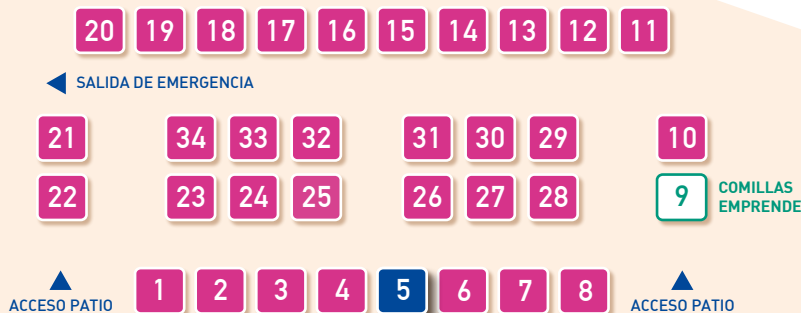 20 19 18 17 16 15 14 13 12 11
SALIDA DE EMERGENCIA
21 34 33 32 31 30 29 10
22 23 24 25 26 27 28 9
COMILLAS
EMPRENDE
1 2 3 4 5 6 7 8
ACCESO PATIO
ACCESO PATIO